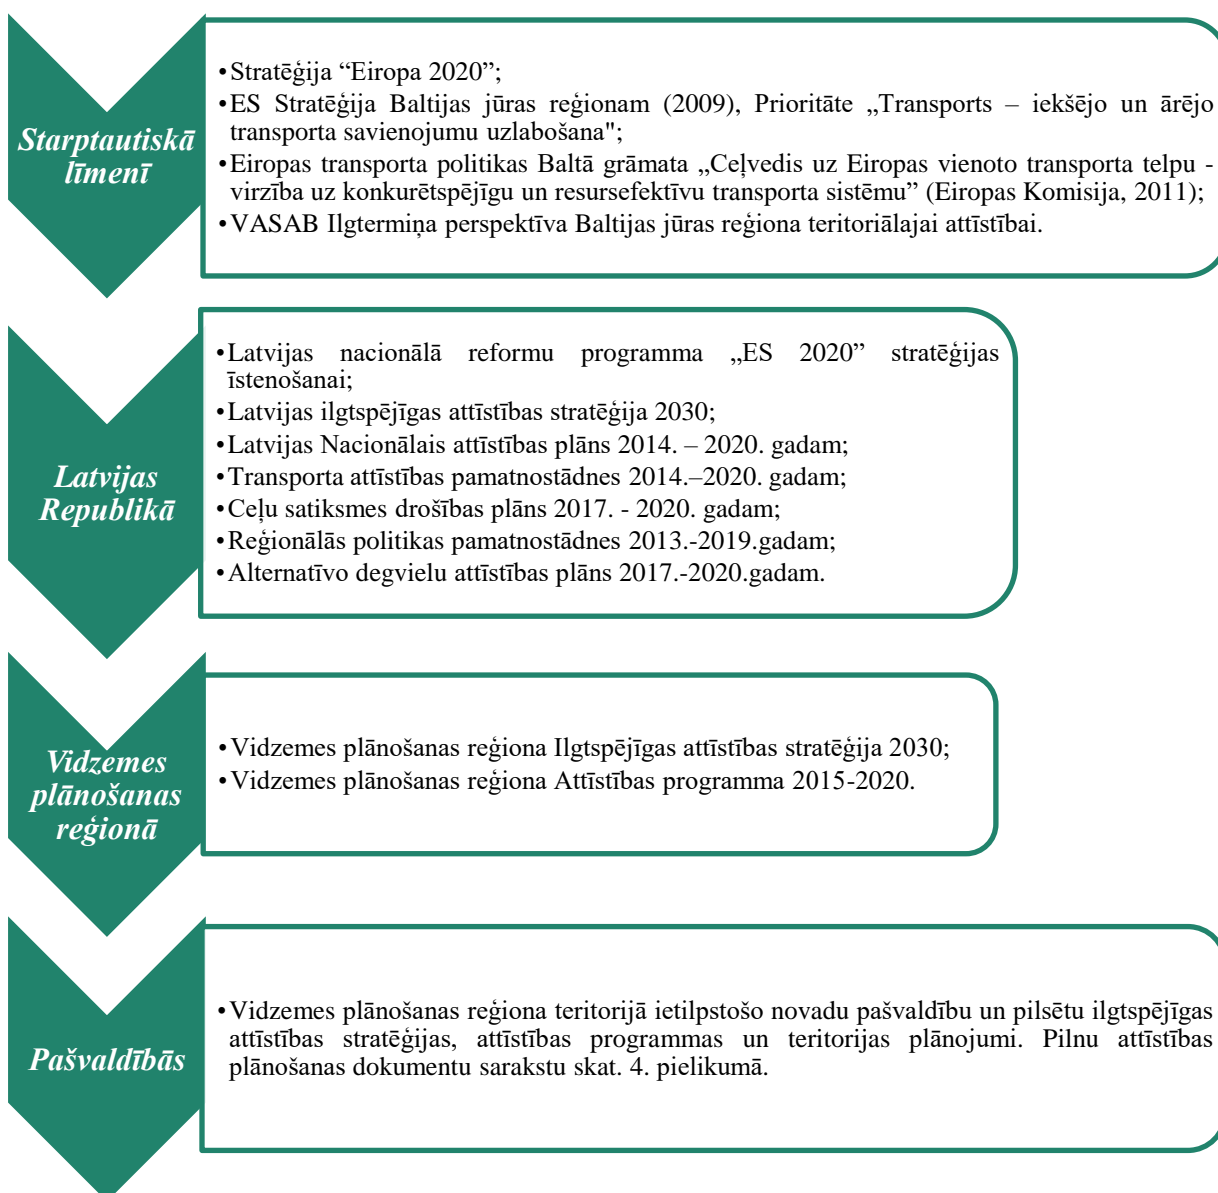 Starptautiskā
līmenī
•Stratēģija “Eiropa 2020”;
•ES Stratēģija Baltijas jūras reģionam (2009), Prioritāte „Transports – iekšējo un ārējo
transporta savienojumu uzlabošana";
•Eiropas transporta politikas Baltā grāmata „Ceļvedis uz Eiropas vienoto transporta telpu -
virzība uz konkurētspējīgu un resursefektīvu transporta sistēmu” (Eiropas Komisija, 2011);
•VASAB Ilgtermiņa perspektīva Baltijas jūras reģiona teritoriālajai attīstībai.
Latvijas
Republikā
•Latvijas nacionālā reformu programma „ES 2020” stratēģijas
īstenošanai;
•Latvijas ilgtspējīgas attīstības stratēģija 2030;
•Latvijas Nacionālais attīstības plāns 2014. – 2020. gadam;
•Transporta attīstības pamatnostādnes 2014.–2020. gadam;
•Ceļu satiksmes drošības plāns 2017. - 2020. gadam;
•Reģionālās politikas pamatnostādnes 2013.-2019.gadam;
•Alternatīvo degvielu attīstības plāns 2017.-2020.gadam.
Vidzemes
plānošanas
reģionā
•Vidzemes plānošanas reģiona Ilgtspējīgas attīstības stratēģija 2030;
•Vidzemes plānošanas reģiona Attīstības programma 2015-2020.
Pašvaldībās
•Vidzemes plānošanas reģiona teritorijā ietilpstošo novadu pašvaldību un pilsētu ilgtspējīgas
attīstības stratēģijas, attīstības programmas un teritorijas plānojumi. Pilnu attīstības
plānošanas dokumentu sarakstu skat. 4. pielikumā.